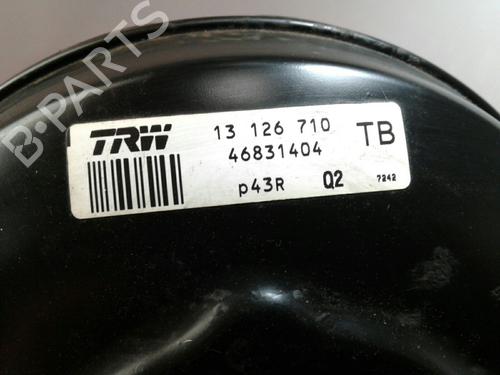 B-PARTS
TRW 13 126 710 TB
46831404
p43R Q2 7242